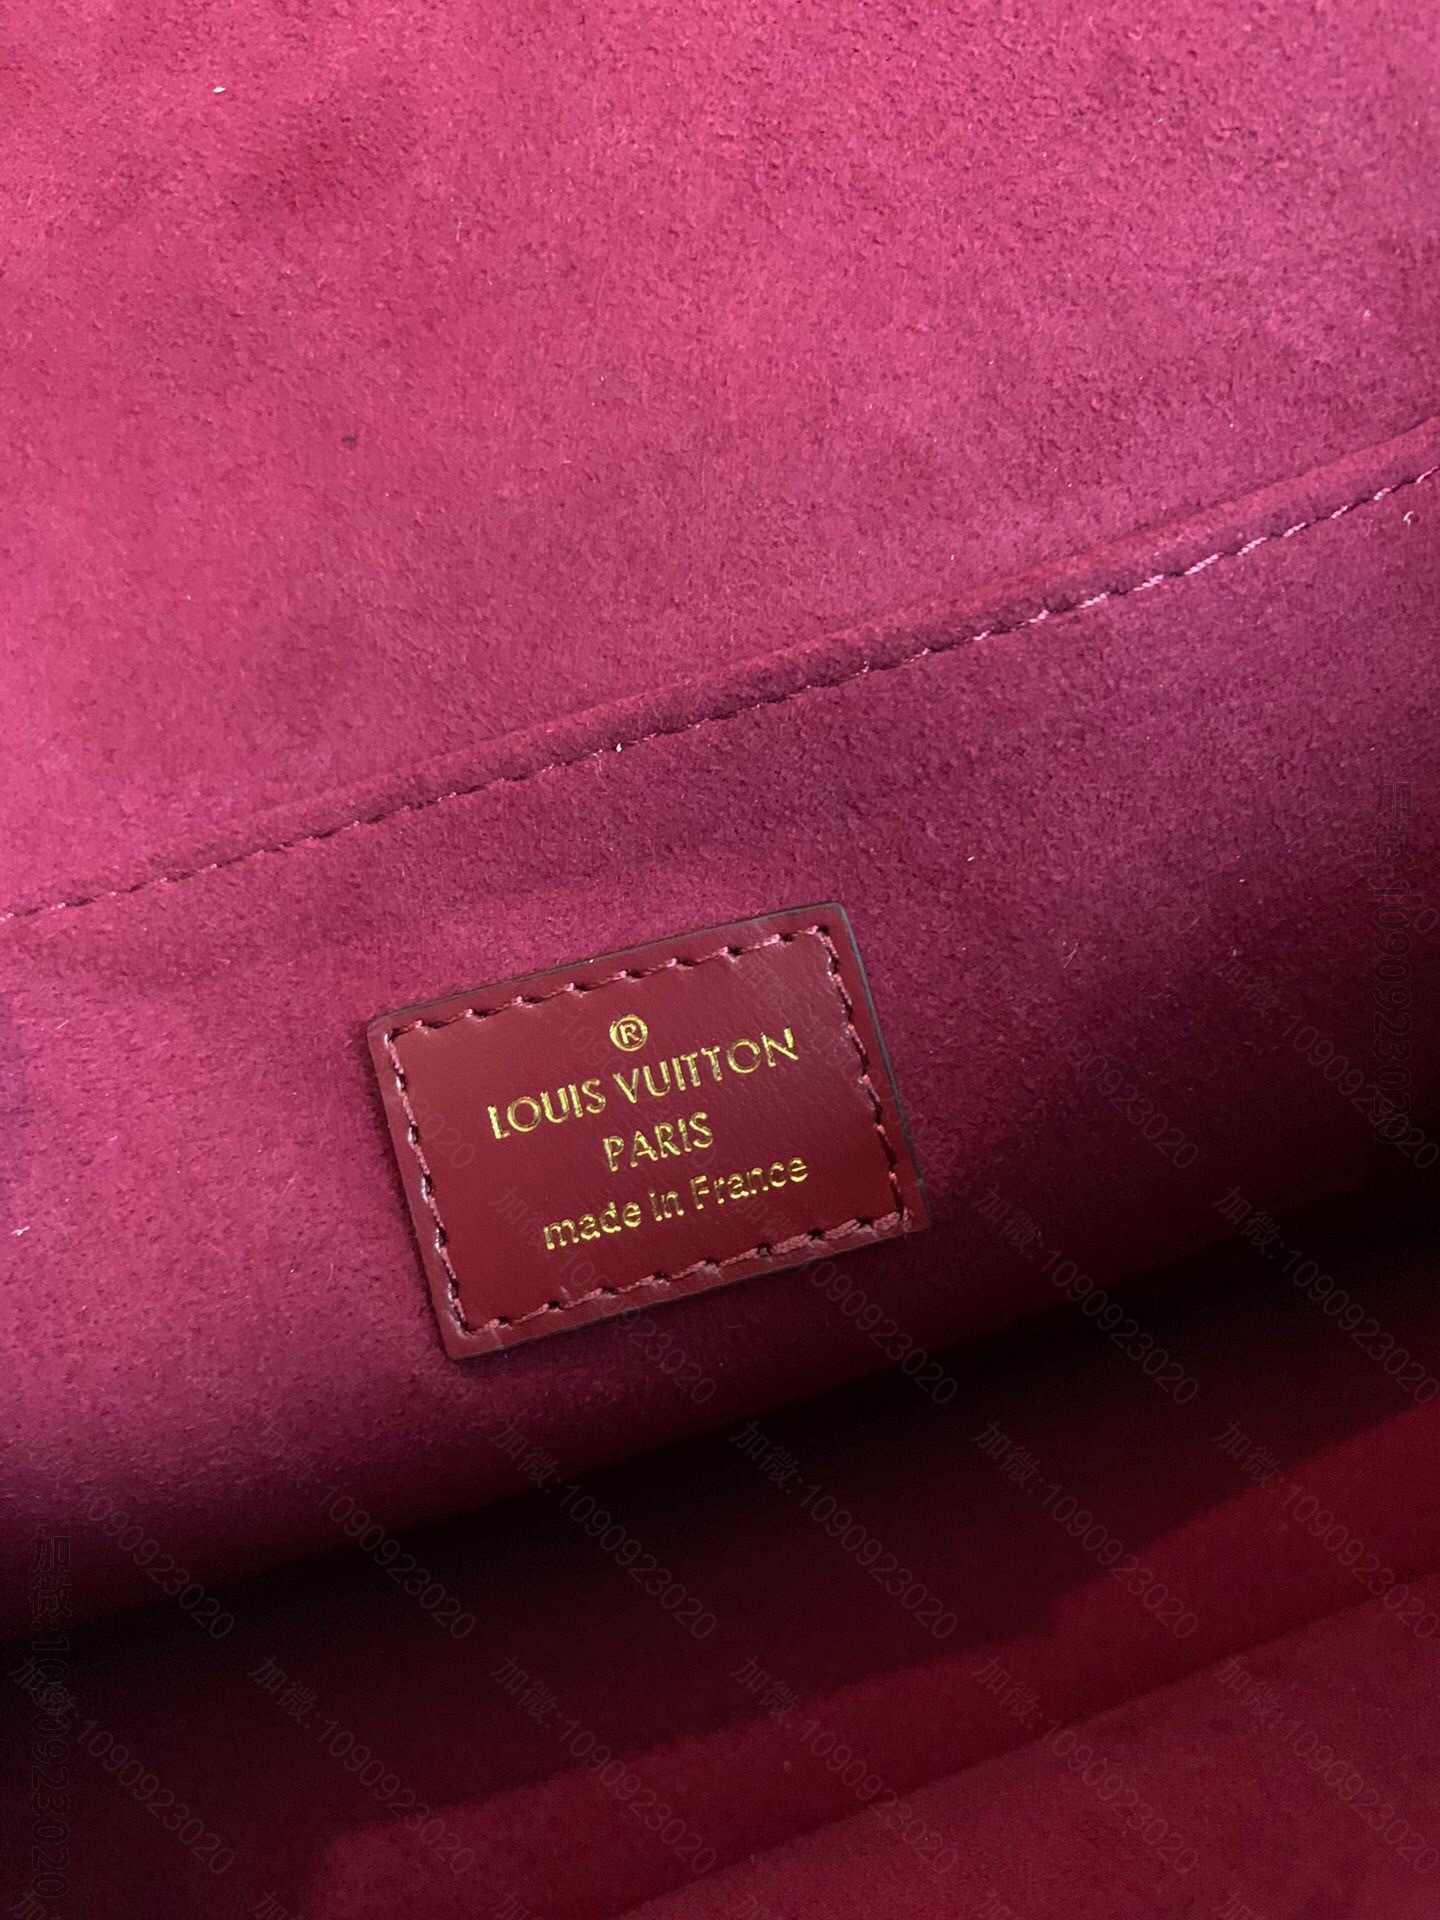 ®
LOUIS VUITTON
PARIS
made in France
加微:1090923020